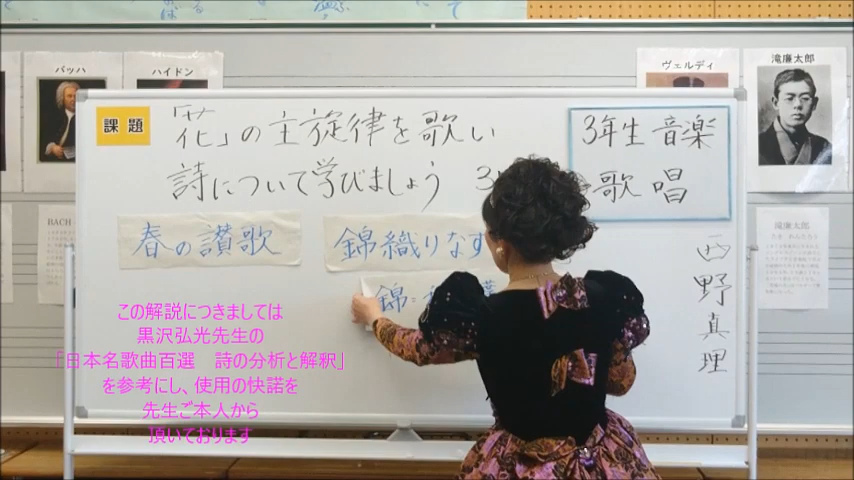 バッハ
ハイドン
ヴェルディ
滝廉太郎
課題
「花」の主旋律を歌い
詩について学びましょう
3年生 音楽
歌唱
春の讃歌
錦織りなす
錦=
西野真理
BACH
滝廉太郎
この解説につきましては
黒沢弘光先生の
「日本名歌曲百選 詩の分析と解釈」
を参考にし、使用の快諾を
先生ご本人から
頂いております